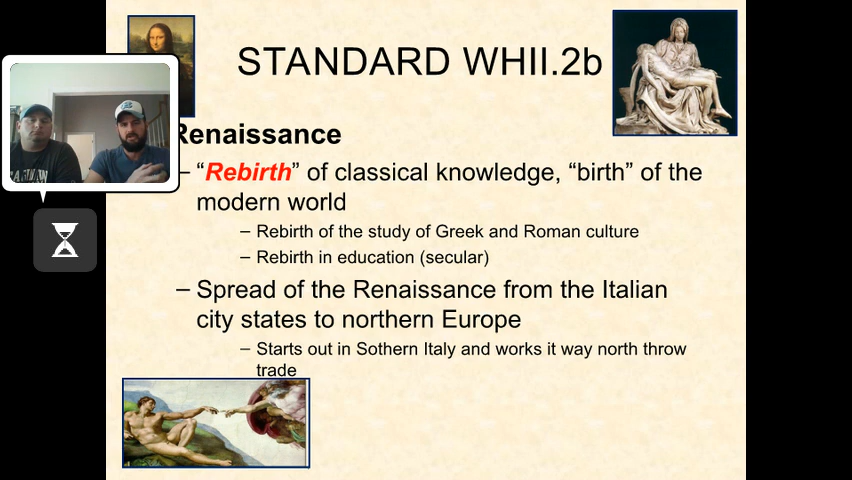 STANDARD WHII.2b
Renaissance
– “Rebirth” of classical knowledge, “birth” of the
modern world
– Rebirth of the study of Greek and Roman culture
– Rebirth in education (secular)
– Spread of the Renaissance from the Italian
city states to northern Europe
– Starts out in Sothern Italy and works it way north throw
trade